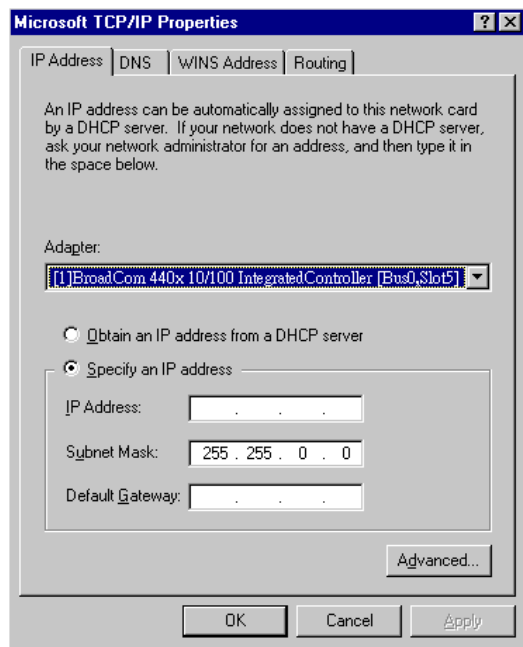 Microsoft TCP/IP Properties
IP Address DNS WINS Address Routing
An IP address can be automatically assigned to this network card
by a DHCP server. If your network does not have a DHCP server,
ask your network administrator for an address, and then type it in
the space below.
Adapter:
[1]BroadCom 440x 10/100 IntegratedController [Bus0,Slot5]
Obtain an IP address from a DHCP server
Specify an IP address
IP Address: . . .
Subnet Mask: 255 . 255 . 0 . 0
Default Gateway: . . .
Advanced...
OK Cancel Apply